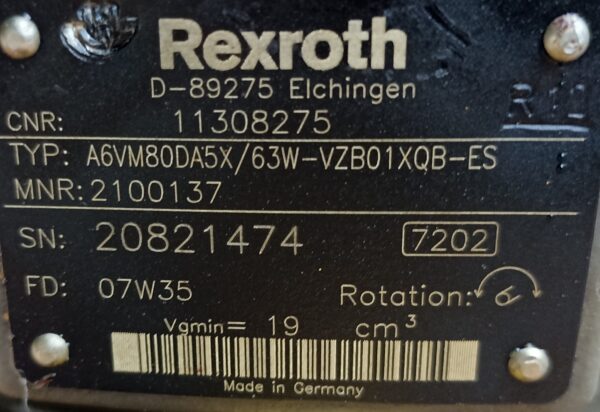 Rexroth
D-89275 Elchingen
CNR: 11308275
TYP: A6VM80DA5X/63W-VZB01XQB-ES
MNR: 2100137
SN: 20821474 7202
FD: 07W35
Rotation:
Vgmin= 19 cm³
Made in Germany